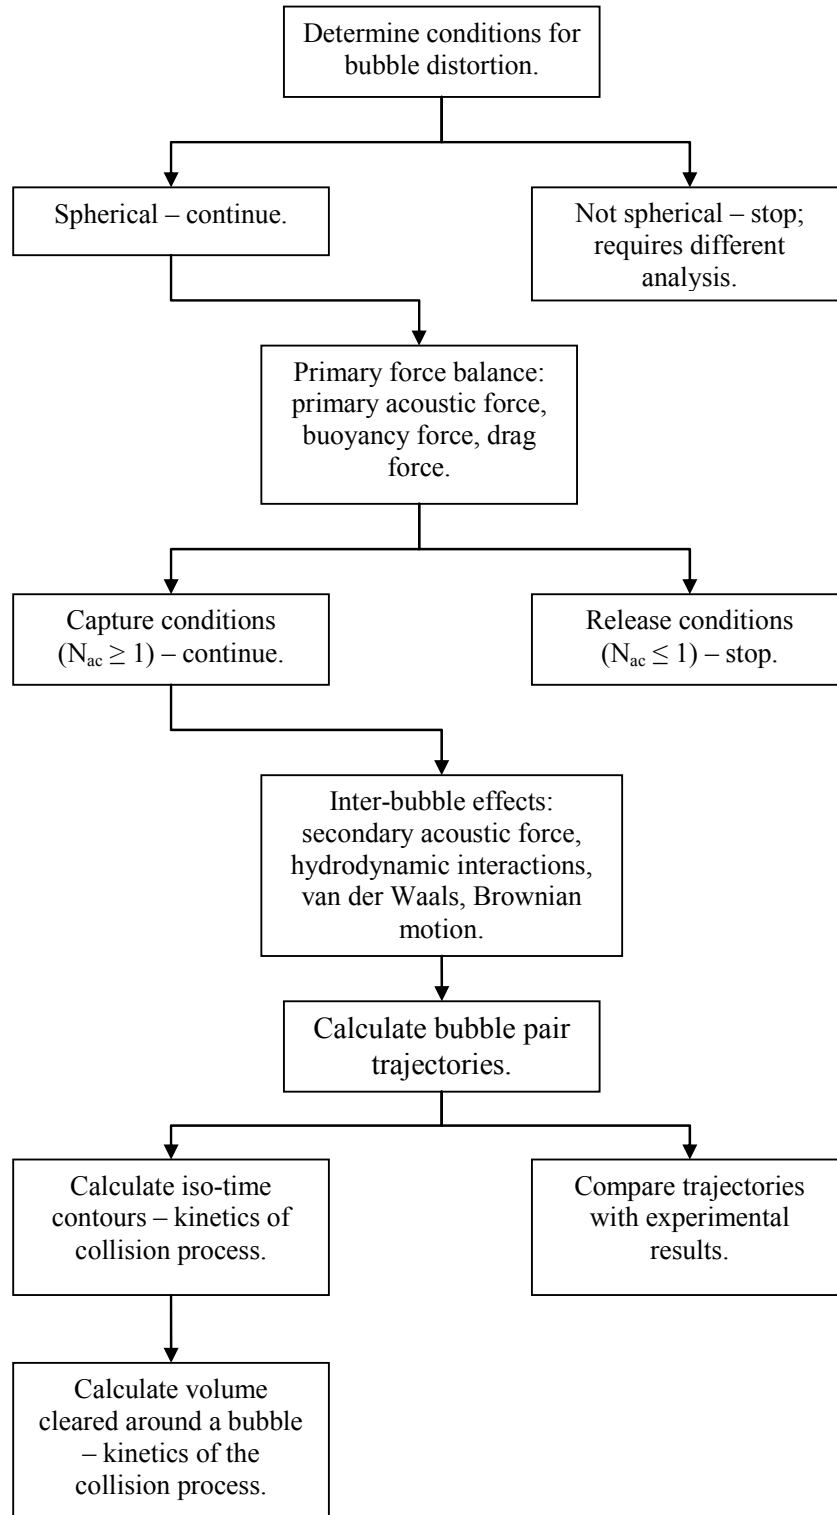 Determine conditions for
bubble distortion.
Spherical – continue.
Not spherical – stop;
requires different
analysis.
Primary force balance:
primary acoustic force,
buoyancy force, drag
force.
Capture conditions
(N_ac ≥ 1) – continue.
Release conditions
(N_ac ≤ 1) – stop.
Inter-bubble effects:
secondary acoustic force,
hydrodynamic interactions,
van der Waals, Brownian
motion.
Calculate bubble pair
trajectories.
Calculate iso-time
contours – kinetics of
collision process.
Compare trajectories
with experimental
results.
Calculate volume
cleared around a bubble
– kinetics of the
collision process.